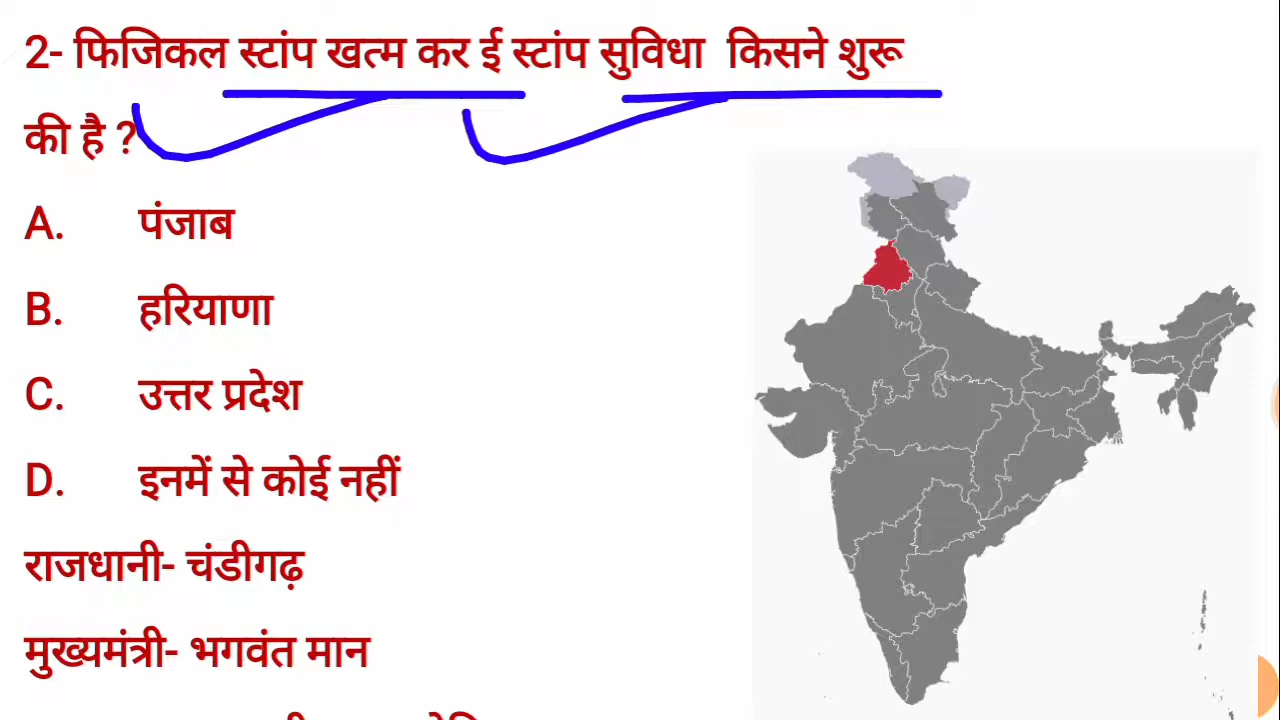 2- फिजिकल स्टांप खत्म कर ई स्टांप सुविधा किसने शुरू
की है ?
A. पंजाब
B. हरियाणा
C. उत्तर प्रदेश
D. इनमें से कोई नहीं
राजधानी- चंडीगढ़
मुख्यमंत्री- भगवंत मान